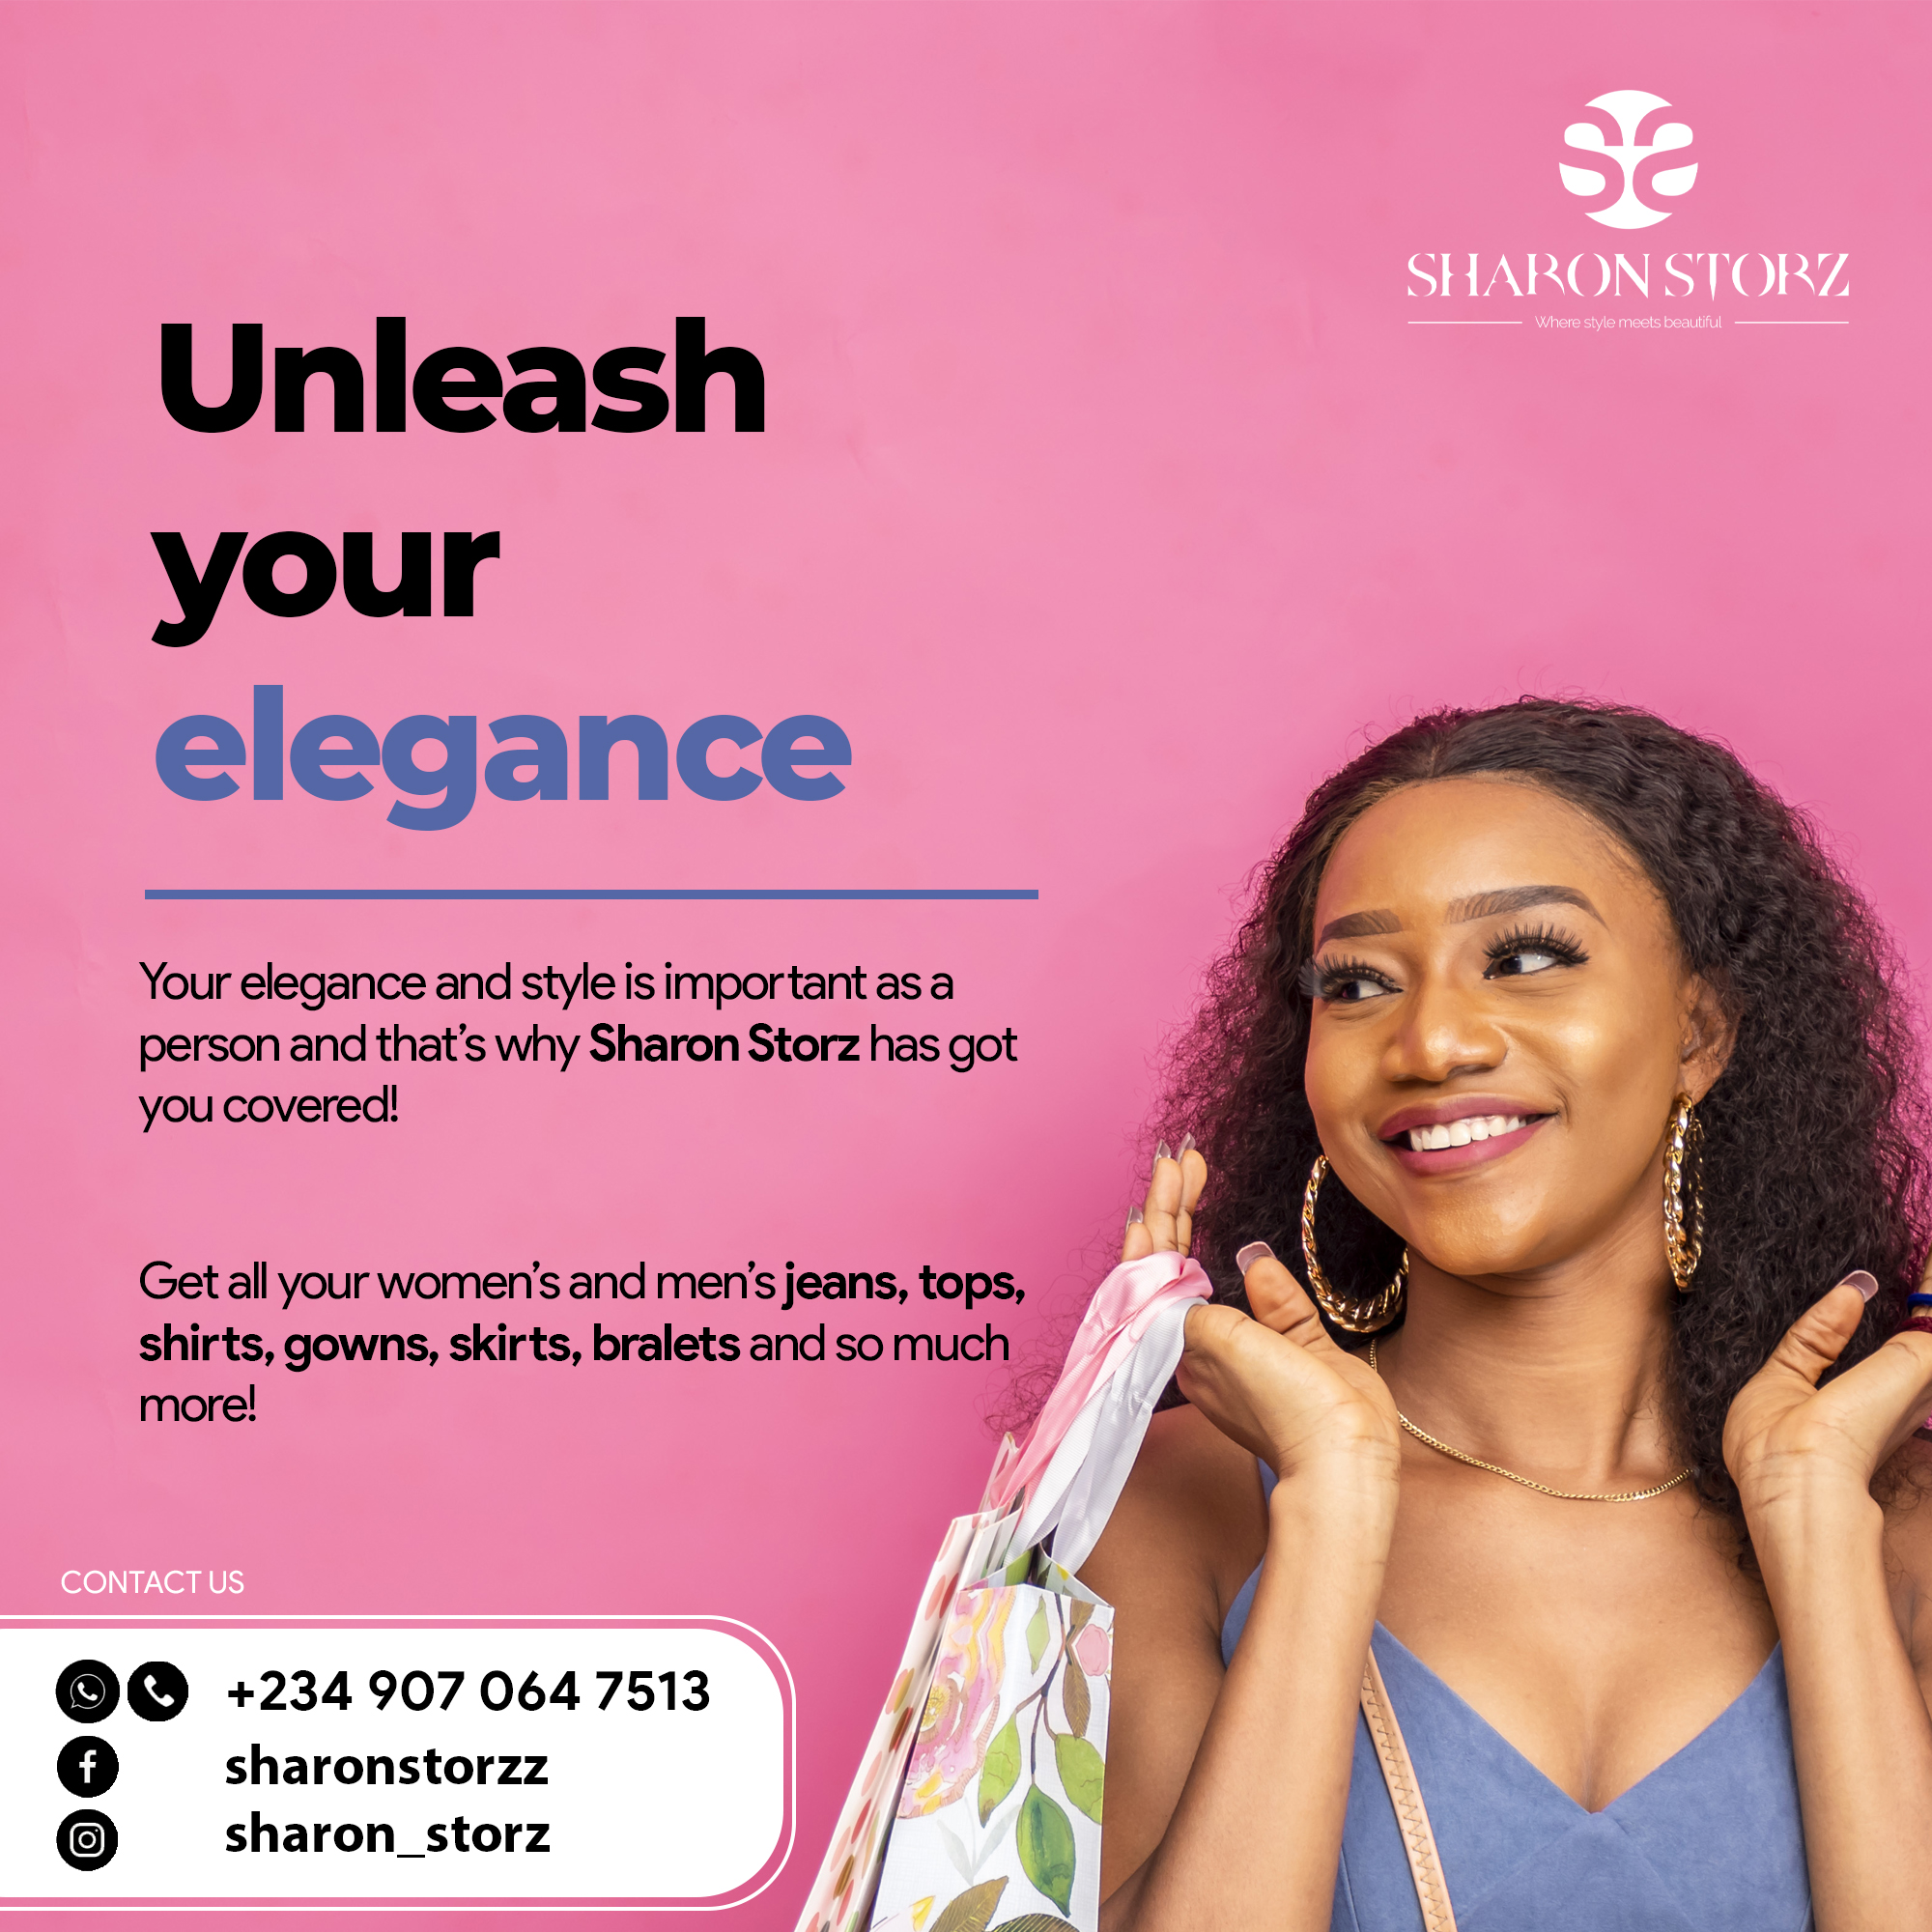 SHARON STORZ
Where style meets beautiful
Unleash
your
elegance
Your elegance and style is important as a
person and that’s why Sharon Storz has got
you covered!
Get all your women’s and men’s jeans, tops,
shirts, gowns, skirts, bralets and so much
more!
CONTACT US
+234 907 064 7513
sharonstorzz
sharon_storz